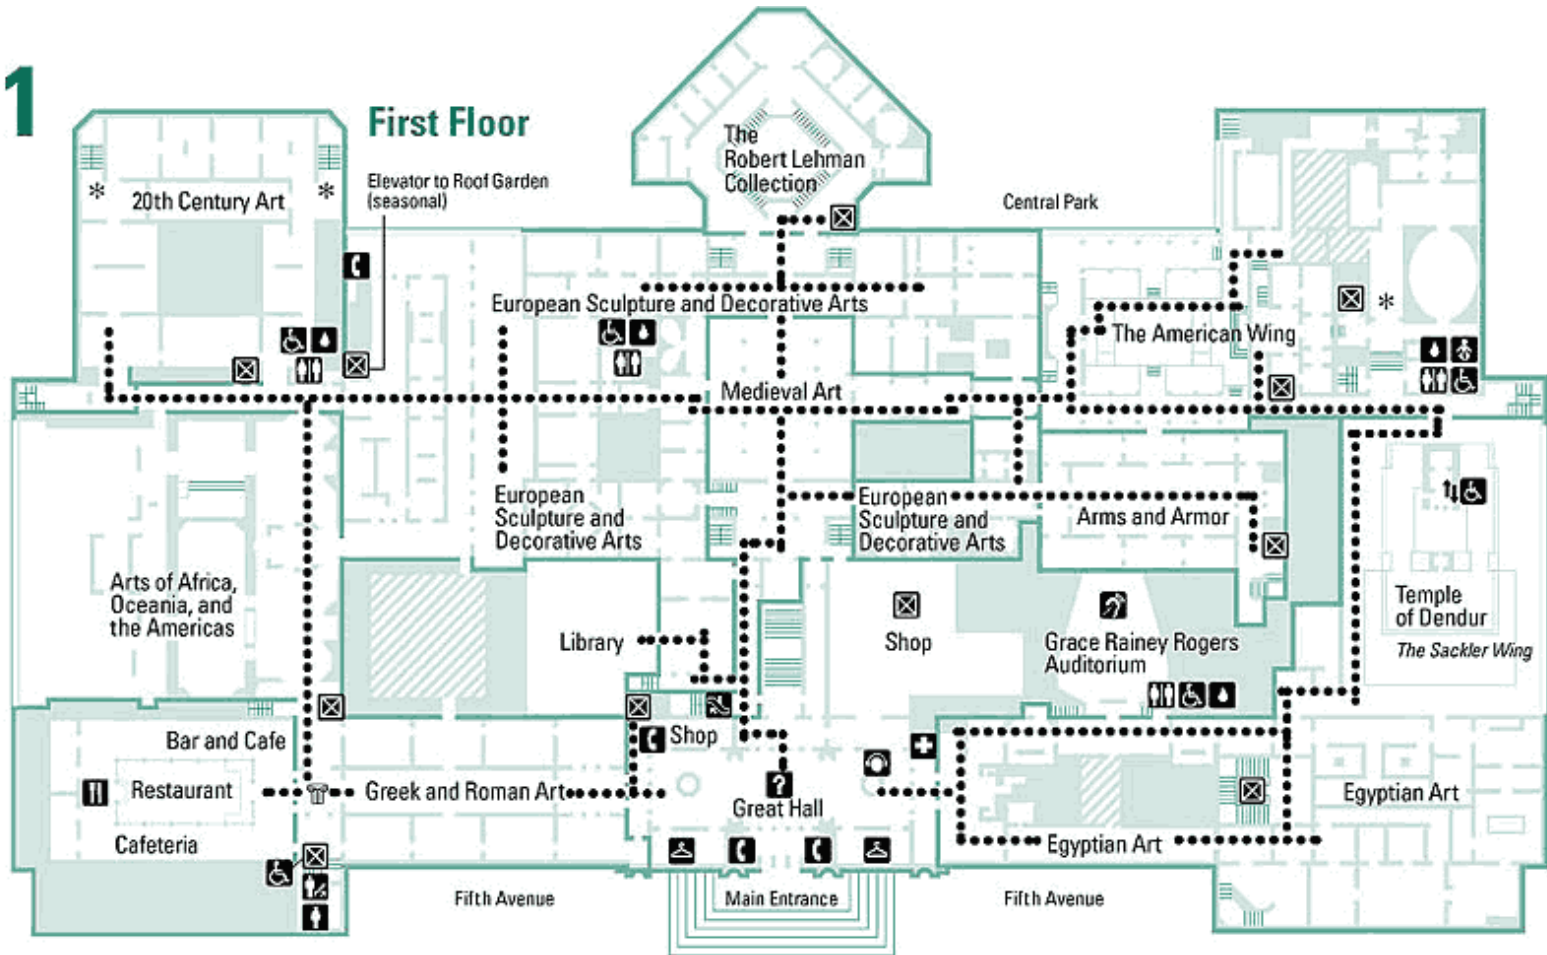 1
First Floor
The
Robert Lehman
Collection
Elevator to Roof Garden
(seasonal)
20th Century Art
*
*
Central Park
European Sculpture and Decorative Arts
The American Wing
*
Medieval Art
European
Sculpture and
Decorative Arts
European
Sculpture and
Decorative Arts
Arms and Armor
Arts of Africa,
Oceania, and
the Americas
Temple
of Dendur
The Sackler Wing
Library
Shop
Grace Rainey Rogers
Auditorium
Bar and Cafe
Shop
Restaurant
Greek and Roman Art
?
Great Hall
Egyptian Art
Cafeteria
Egyptian Art
Fifth Avenue
Main Entrance
Fifth Avenue